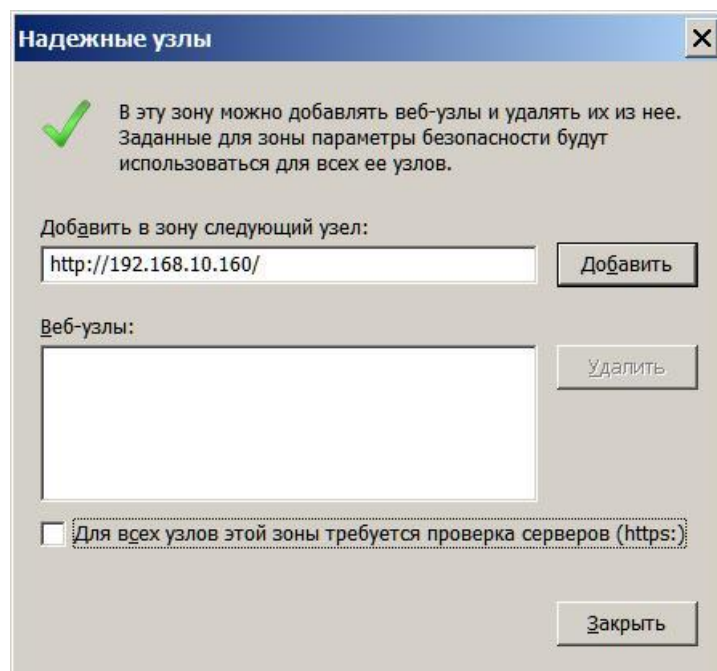 Надежные узлы
В эту зону можно добавлять веб-узлы и удалять их из нее.
Заданные для зоны параметры безопасности будут
использоваться для всех ее узлов.
Добавить в зону следующий узел:
http://192.168.10.160/
Добавить
Веб-узлы:
Удалить
Для всех узлов этой зоны требуется проверка серверов (https:)
Закрыть